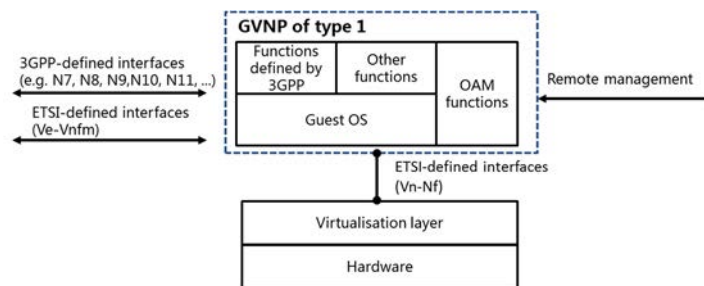 GVNP of type 1
3GPP-defined interfaces
(e.g. N7, N8, N9,N10, N11, ...)
ETSI-defined interfaces
(Ve-Vnfm)
Functions
defined by
3GPP
Other
functions
OAM
functions
Guest OS
Remote management
ETSI-defined interfaces
(Vn-Nf)
Virtualisation layer
Hardware